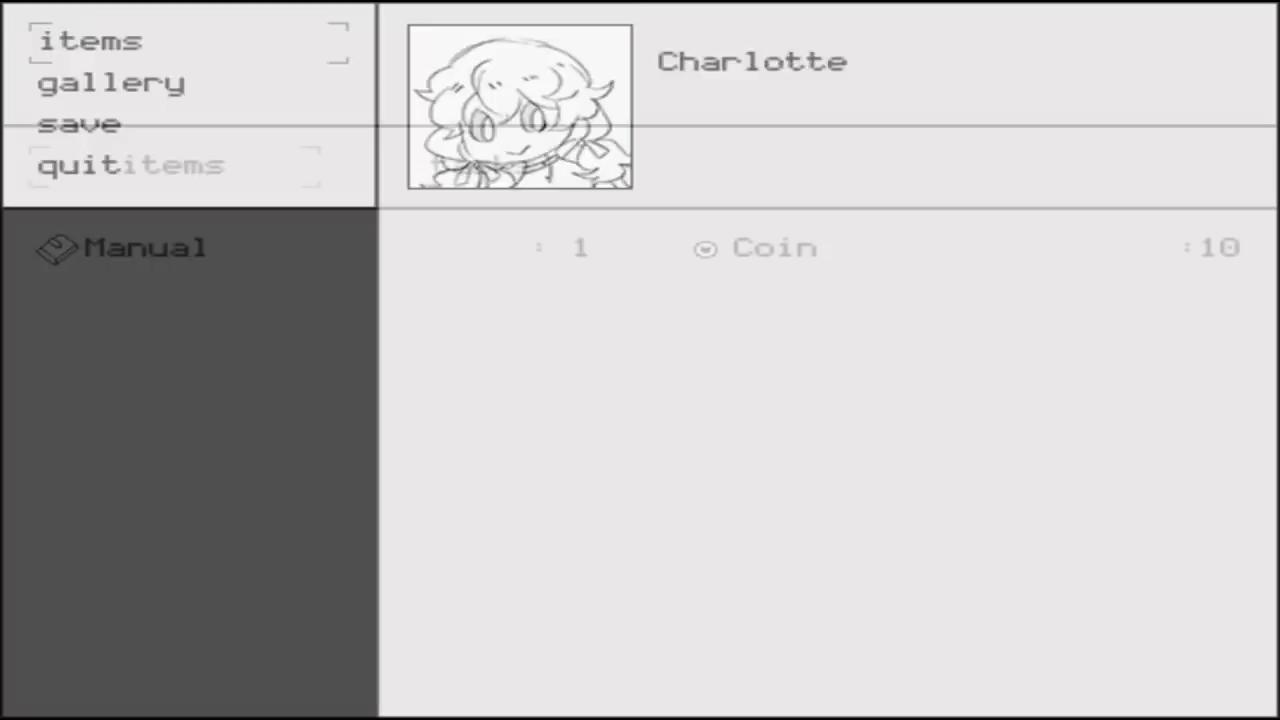 items
gallery
save
quititems
Charlotte
Manual : 1
Coin :10